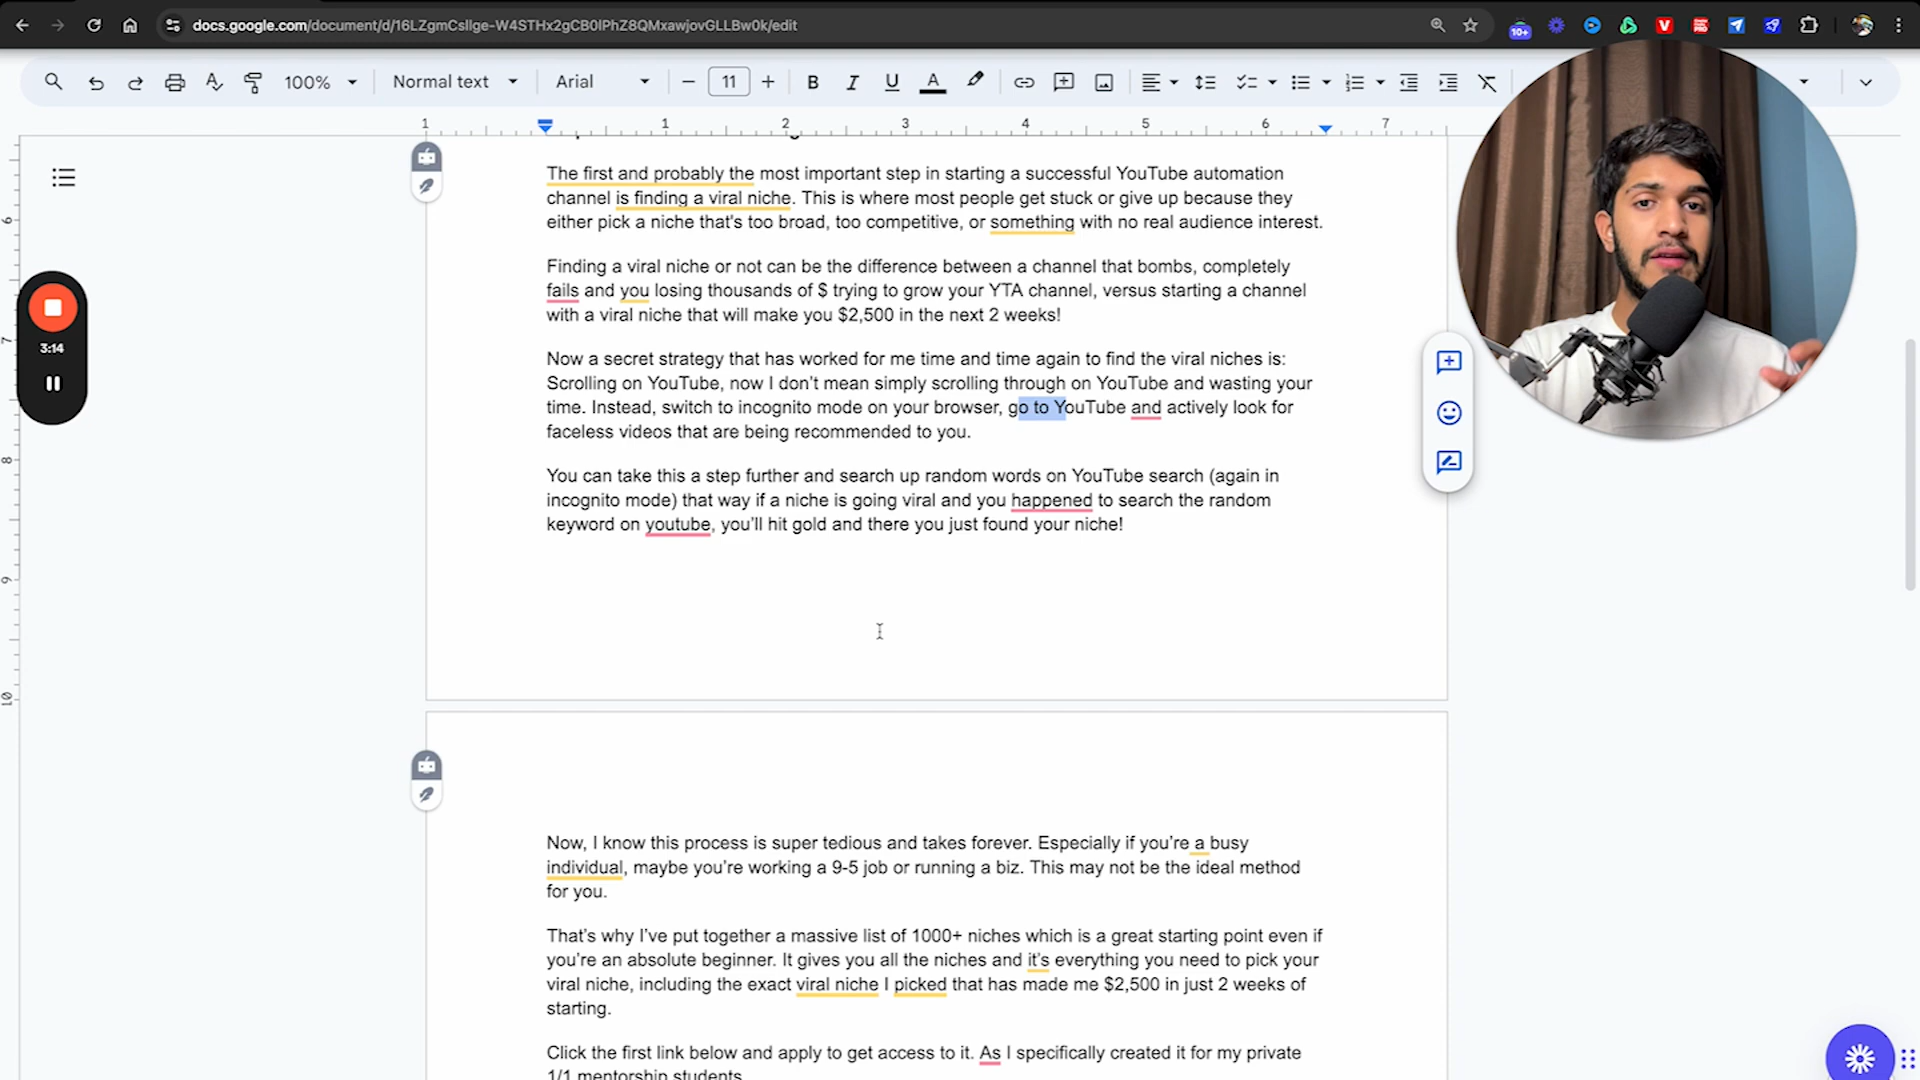 docs.google.com/document/d/16LZgmCsllge-W4STHx2gCB0lPhZ8QMxawjovGLLBw0k/edit
10+
100%
Normal text
Arial
11
1 1 2 3 4 5 6 7
The first and probably the most important step in starting a successful YouTube automation
channel is finding a viral niche. This is where most people get stuck or give up because they
either pick a niche that's too broad, too competitive, or something with no real audience interest.
Finding a viral niche or not can be the difference between a channel that bombs, completely
fails and you losing thousands of $ trying to grow your YTA channel, versus starting a channel
with a viral niche that will make you $2,500 in the next 2 weeks!
3:14
Now a secret strategy that has worked for me time and time again to find the viral niches is:
Scrolling on YouTube, now I don't mean simply scrolling through on YouTube and wasting your
time. Instead, switch to incognito mode on your browser, go to YouTube and actively look for
faceless videos that are being recommended to you.
You can take this a step further and search up random words on YouTube search (again in
incognito mode) that way if a niche is going viral and you happened to search the random
keyword on youtube, you'll hit gold and there you just found your niche!
6
7
8
9
10
Now, I know this process is super tedious and takes forever. Especially if you're a busy
individual, maybe you're working a 9-5 job or running a biz. This may not be the ideal method
for you.
That's why I've put together a massive list of 1000+ niches which is a great starting point even if
you're an absolute beginner. It gives you all the niches and it's everything you need to pick your
viral niche, including the exact viral niche I picked that has made me $2,500 in just 2 weeks of
starting.
Click the first link below and apply to get access to it. As I specifically created it for my private
1/1 mentorship students